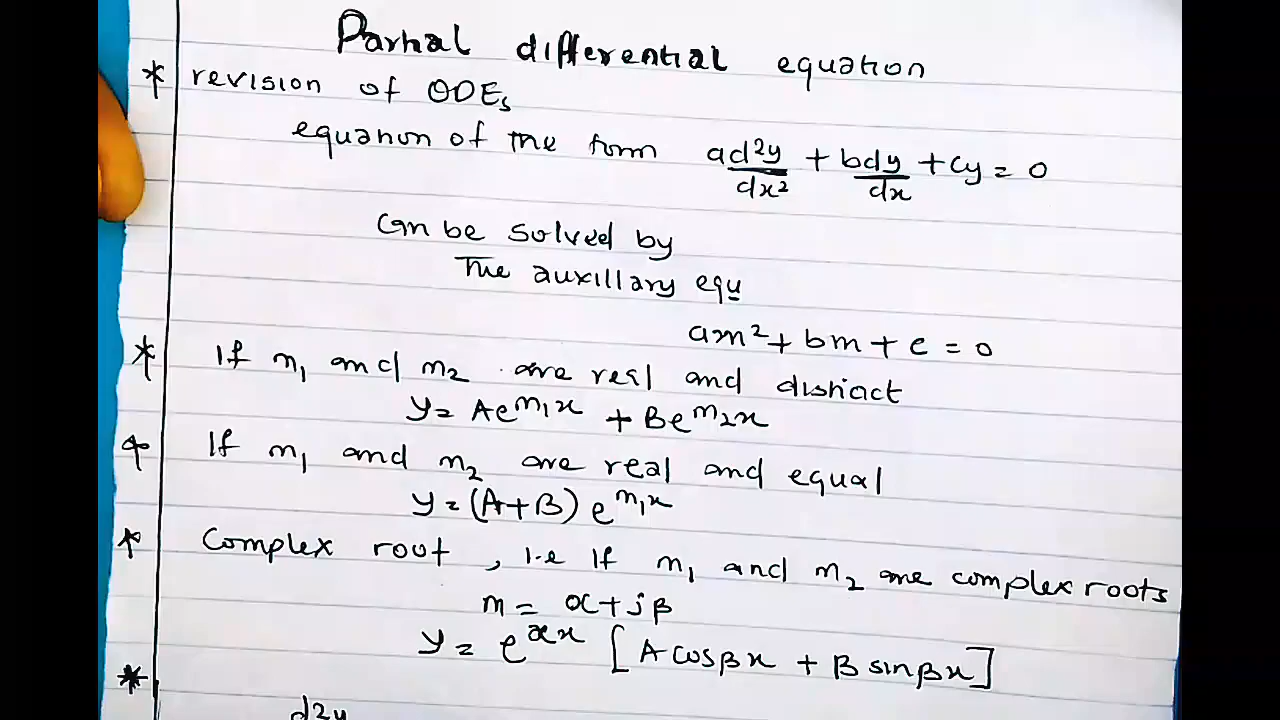 Partial differential equation
* revision of ODEs
equation of the form ad²y/dx² + bdy/dx + cy = 0
Can be solved by
The auxillary equ
am² + bm + c = 0
* If m₁ and m₂ are real and distinct
y = Ae^m₁x + Be^m₂x
* If m₁ and m₂ are real and equal
y = (A+B) e^m₁x
* Complex root, i.e If m₁ and m₂ are complex roots
m = α + jβ
y = e^αx [A cosβx + B sinβx]
*
d2y